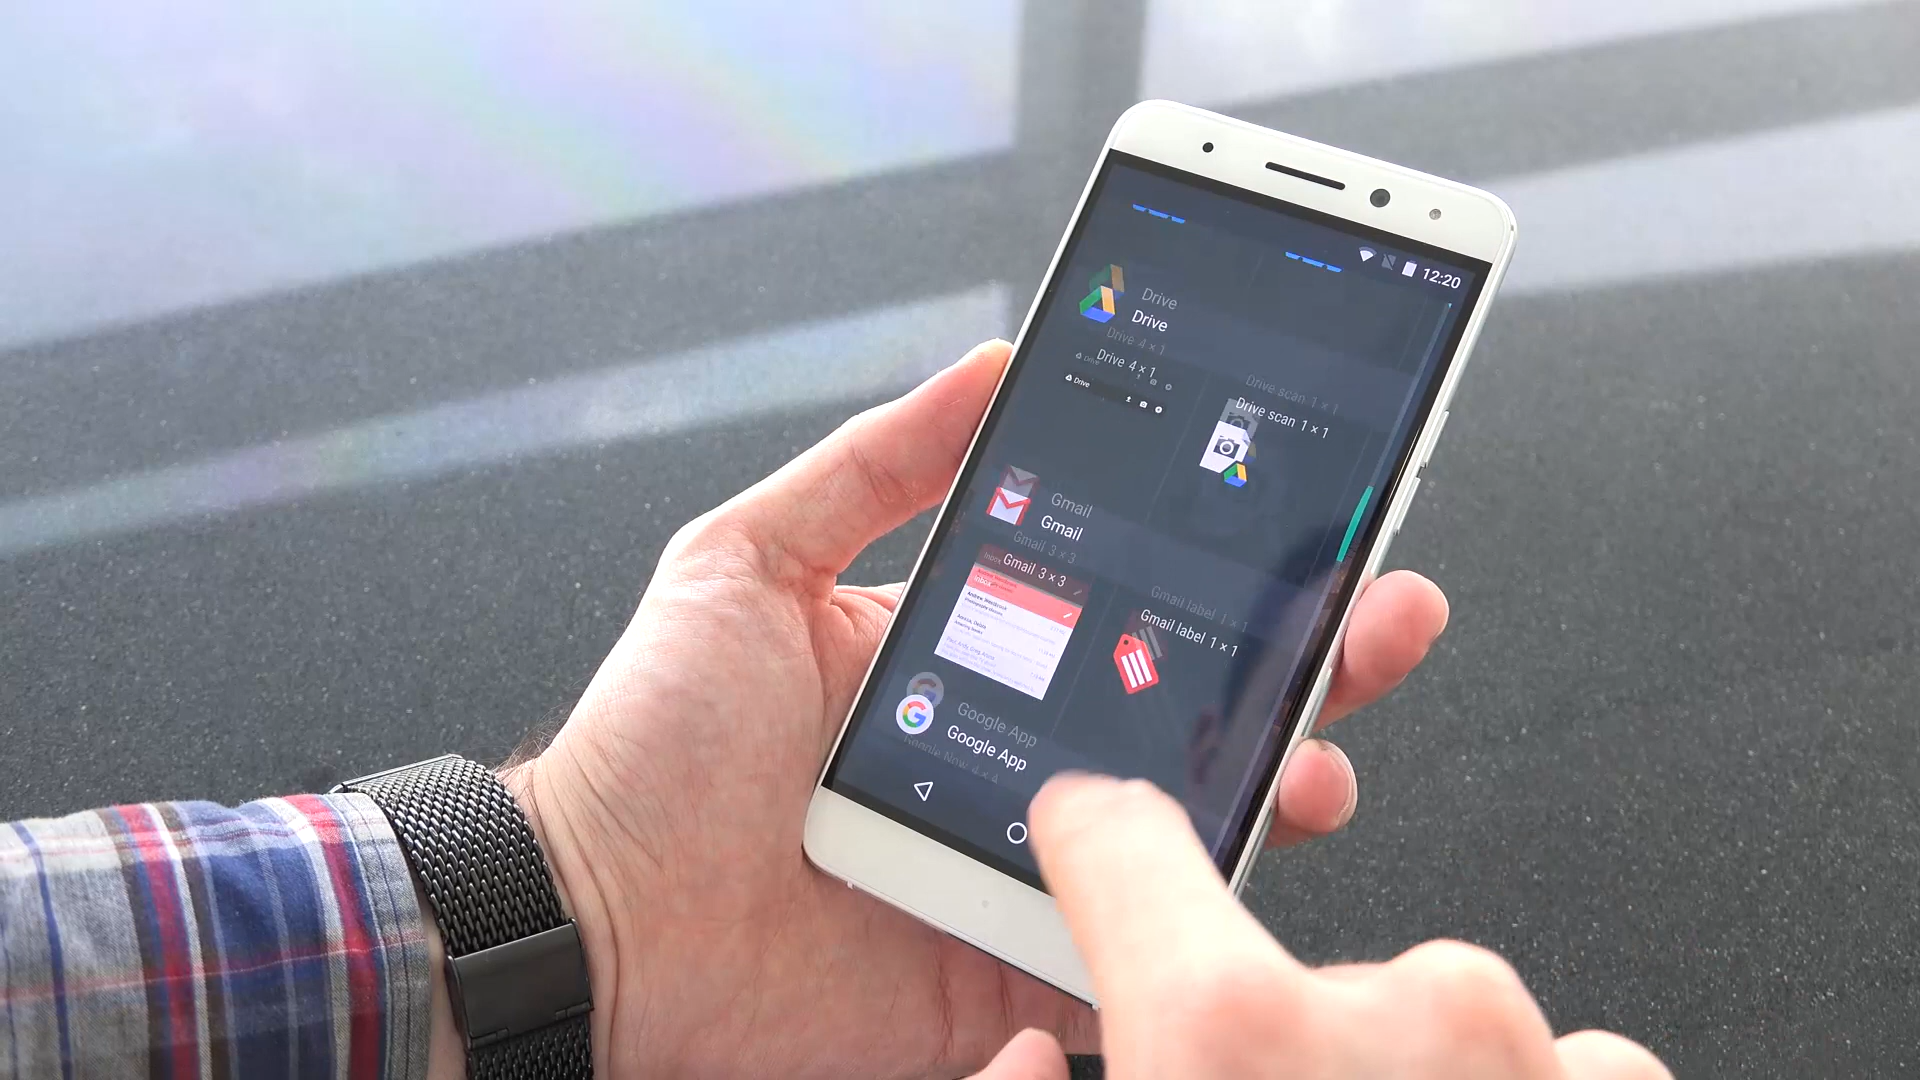 12:20
Drive
Drive
Drive 4 × 1
Drive 4 × 1
Drive
Drive scan 1 × 1
Drive scan 1 × 1
Gmail
Gmail
Gmail 3 × 3
Gmail 3 × 3
Inbox
Gmail label 1 × 1
Gmail label 1 × 1
Google App
Google App